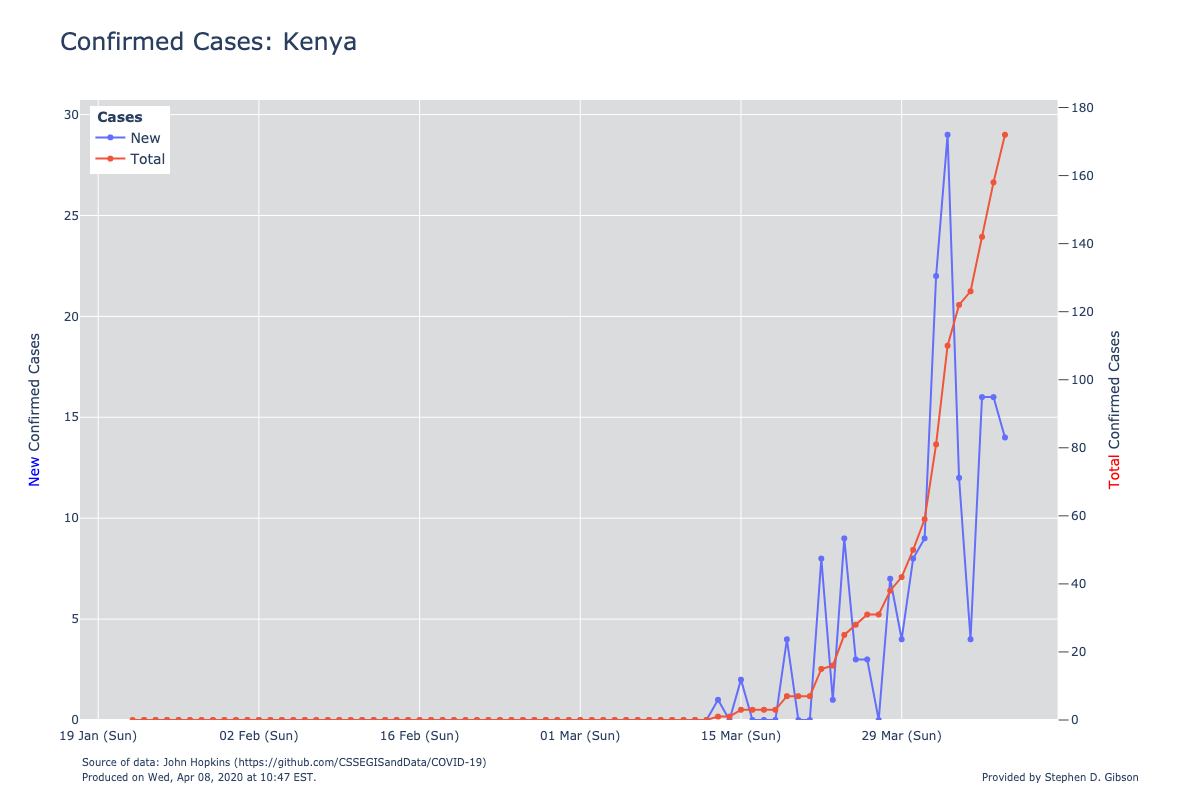 Confirmed Cases: Kenya
Cases
New
Total
30
25
20
15
10
5
0
180
160
140
120
100
80
60
40
20
0
New Confirmed Cases
Total Confirmed Cases
19 Jan (Sun)
02 Feb (Sun)
16 Feb (Sun)
01 Mar (Sun)
15 Mar (Sun)
29 Mar (Sun)
Source of data: John Hopkins (https://github.com/CSSEGISandData/COVID-19)
Produced on Wed, Apr 08, 2020 at 10:47 EST.
Provided by Stephen D. Gibson